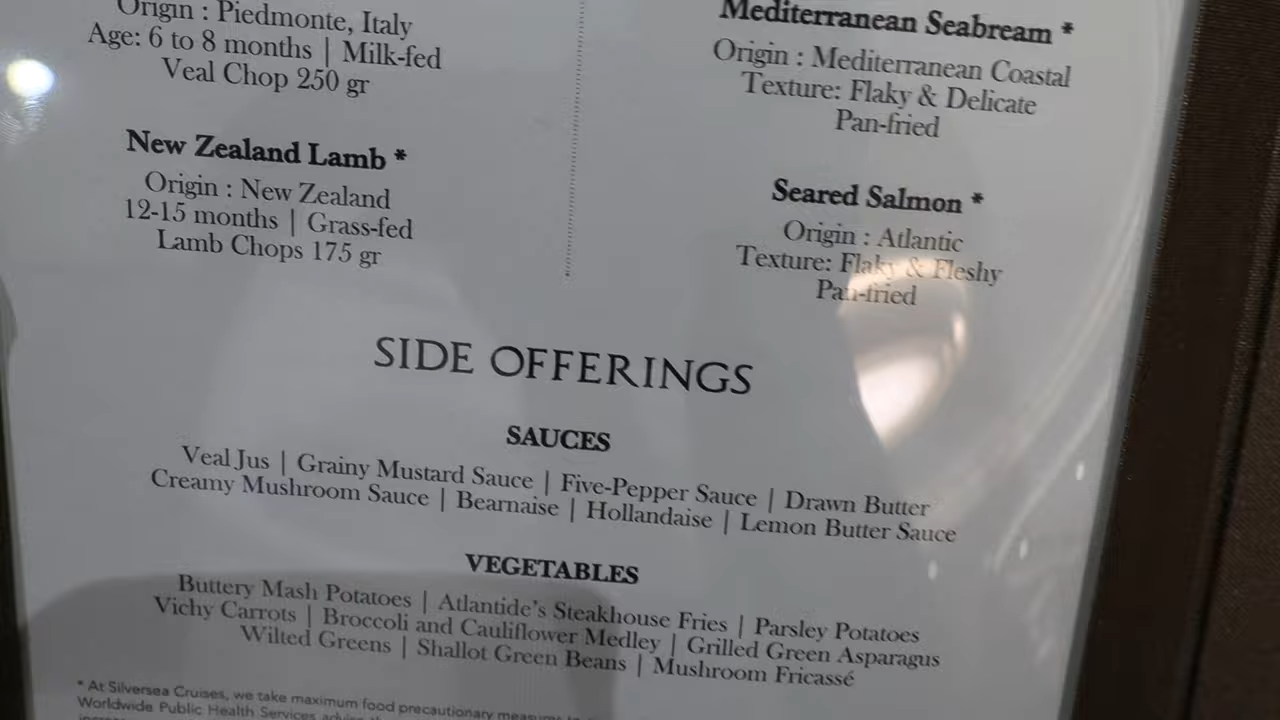 Origin : Piedmonte, Italy
Age: 6 to 8 months | Milk-fed
Veal Chop 250 gr
New Zealand Lamb *
Origin : New Zealand
12-15 months | Grass-fed
Lamb Chops 175 gr
Mediterranean Seabream *
Origin : Mediterranean Coastal
Texture: Flaky & Delicate
Pan-fried
Seared Salmon *
Origin : Atlantic
Texture: Flaky & Fleshy
Pan-fried
SIDE OFFERINGS
SAUCES
Veal Jus | Grainy Mustard Sauce | Five-Pepper Sauce | Drawn Butter
Creamy Mushroom Sauce | Bearnaise | Hollandaise | Lemon Butter Sauce
VEGETABLES
Buttery Mash Potatoes | Atlantide's Steakhouse Fries | Parsley Potatoes
Vichy Carrots | Broccoli and Cauliflower Medley | Grilled Green Asparagus
Wilted Greens | Shallot Green Beans | Mushroom Fricassé
* At Silversea Cruises, we take maximum food precautionary measures
Worldwide Public Health Services